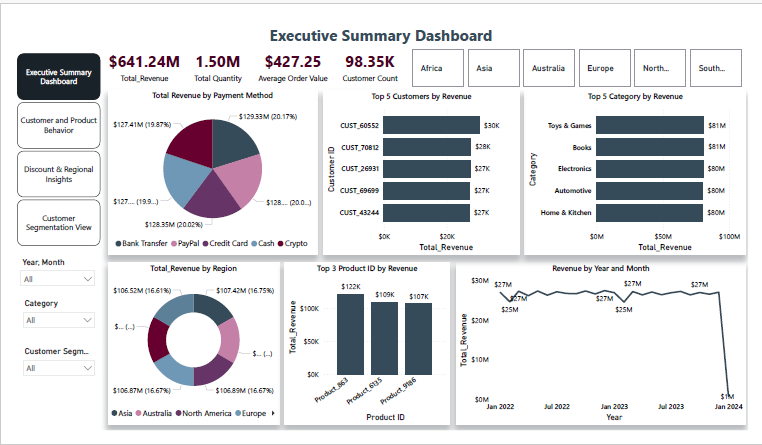 Executive Summary Dashboard
Executive Summary
Dashboard
Customer and Product
Behavior
Discount & Regional
Insights
Customer
Segmentation View
Year, Month
All
Category
All
Customer Segm...
All
$641.24M
Total_Revenue
1.50M
Total Quantity
$427.25
Average Order Value
98.35K
Customer Count
Africa
Asia
Australia
Europe
North...
South...
Total Revenue by Payment Method
$127.41M (19.87%)
$129.33M (20.17%)
$127.... (19.9...)
$128.... (20.0...)
$128.35M (20.02%)
Bank Transfer PayPal Credit Card Cash Crypto
Top 5 Customers by Revenue
Customer ID
CUST_60552 $30K
CUST_70812 $28K
CUST_26931 $27K
CUST_69699 $27K
CUST_43244 $27K
$0K $20K
Total_Revenue
Top 5 Category by Revenue
Category
Toys & Games $81M
Books $81M
Electronics $80M
Automotive $80M
Home & Kitchen $80M
$0M $50M $100M
Total_Revenue
Total_Revenue by Region
$106.52M (16.61%) $107.42M (16.75%)
$... (...) $... (...)
$106.87M (16.67%) $106.89M (16.67%)
Asia Australia North America Europe
Top 3 Product ID by Revenue
Total_Revenue
$122K
$109K
$107K
$100K
$50K
$0K
Product_863 Product_6135 Product_9186
Product ID
Revenue by Year and Month
Total_Revenue
$30M
$20M
$10M
$0M
$27M
$25M
$27M
$27M
$27M
$25M
$27M
$1M
Jan 2022 Jul 2022 Jan 2023 Jul 2023 Jan 2024
Year